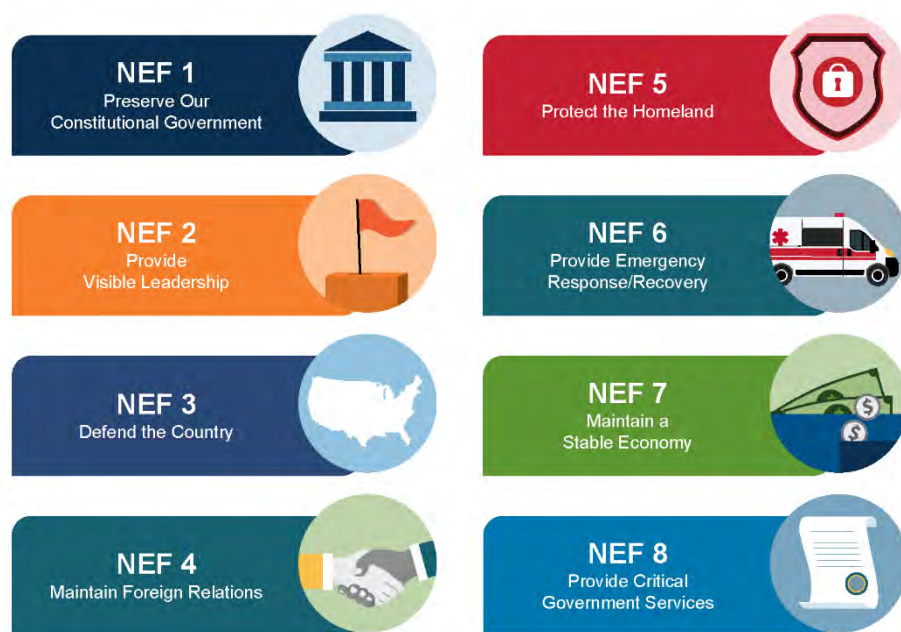 NEF 1
Preserve Our
Constitutional Government
NEF 2
Provide
Visible Leadership
NEF 3
Defend the Country
NEF 4
Maintain Foreign Relations
NEF 5
Protect the Homeland
NEF 6
Provide Emergency
Response/Recovery
NEF 7
Maintain a
Stable Economy
$
$
NEF 8
Provide Critical
Government Services